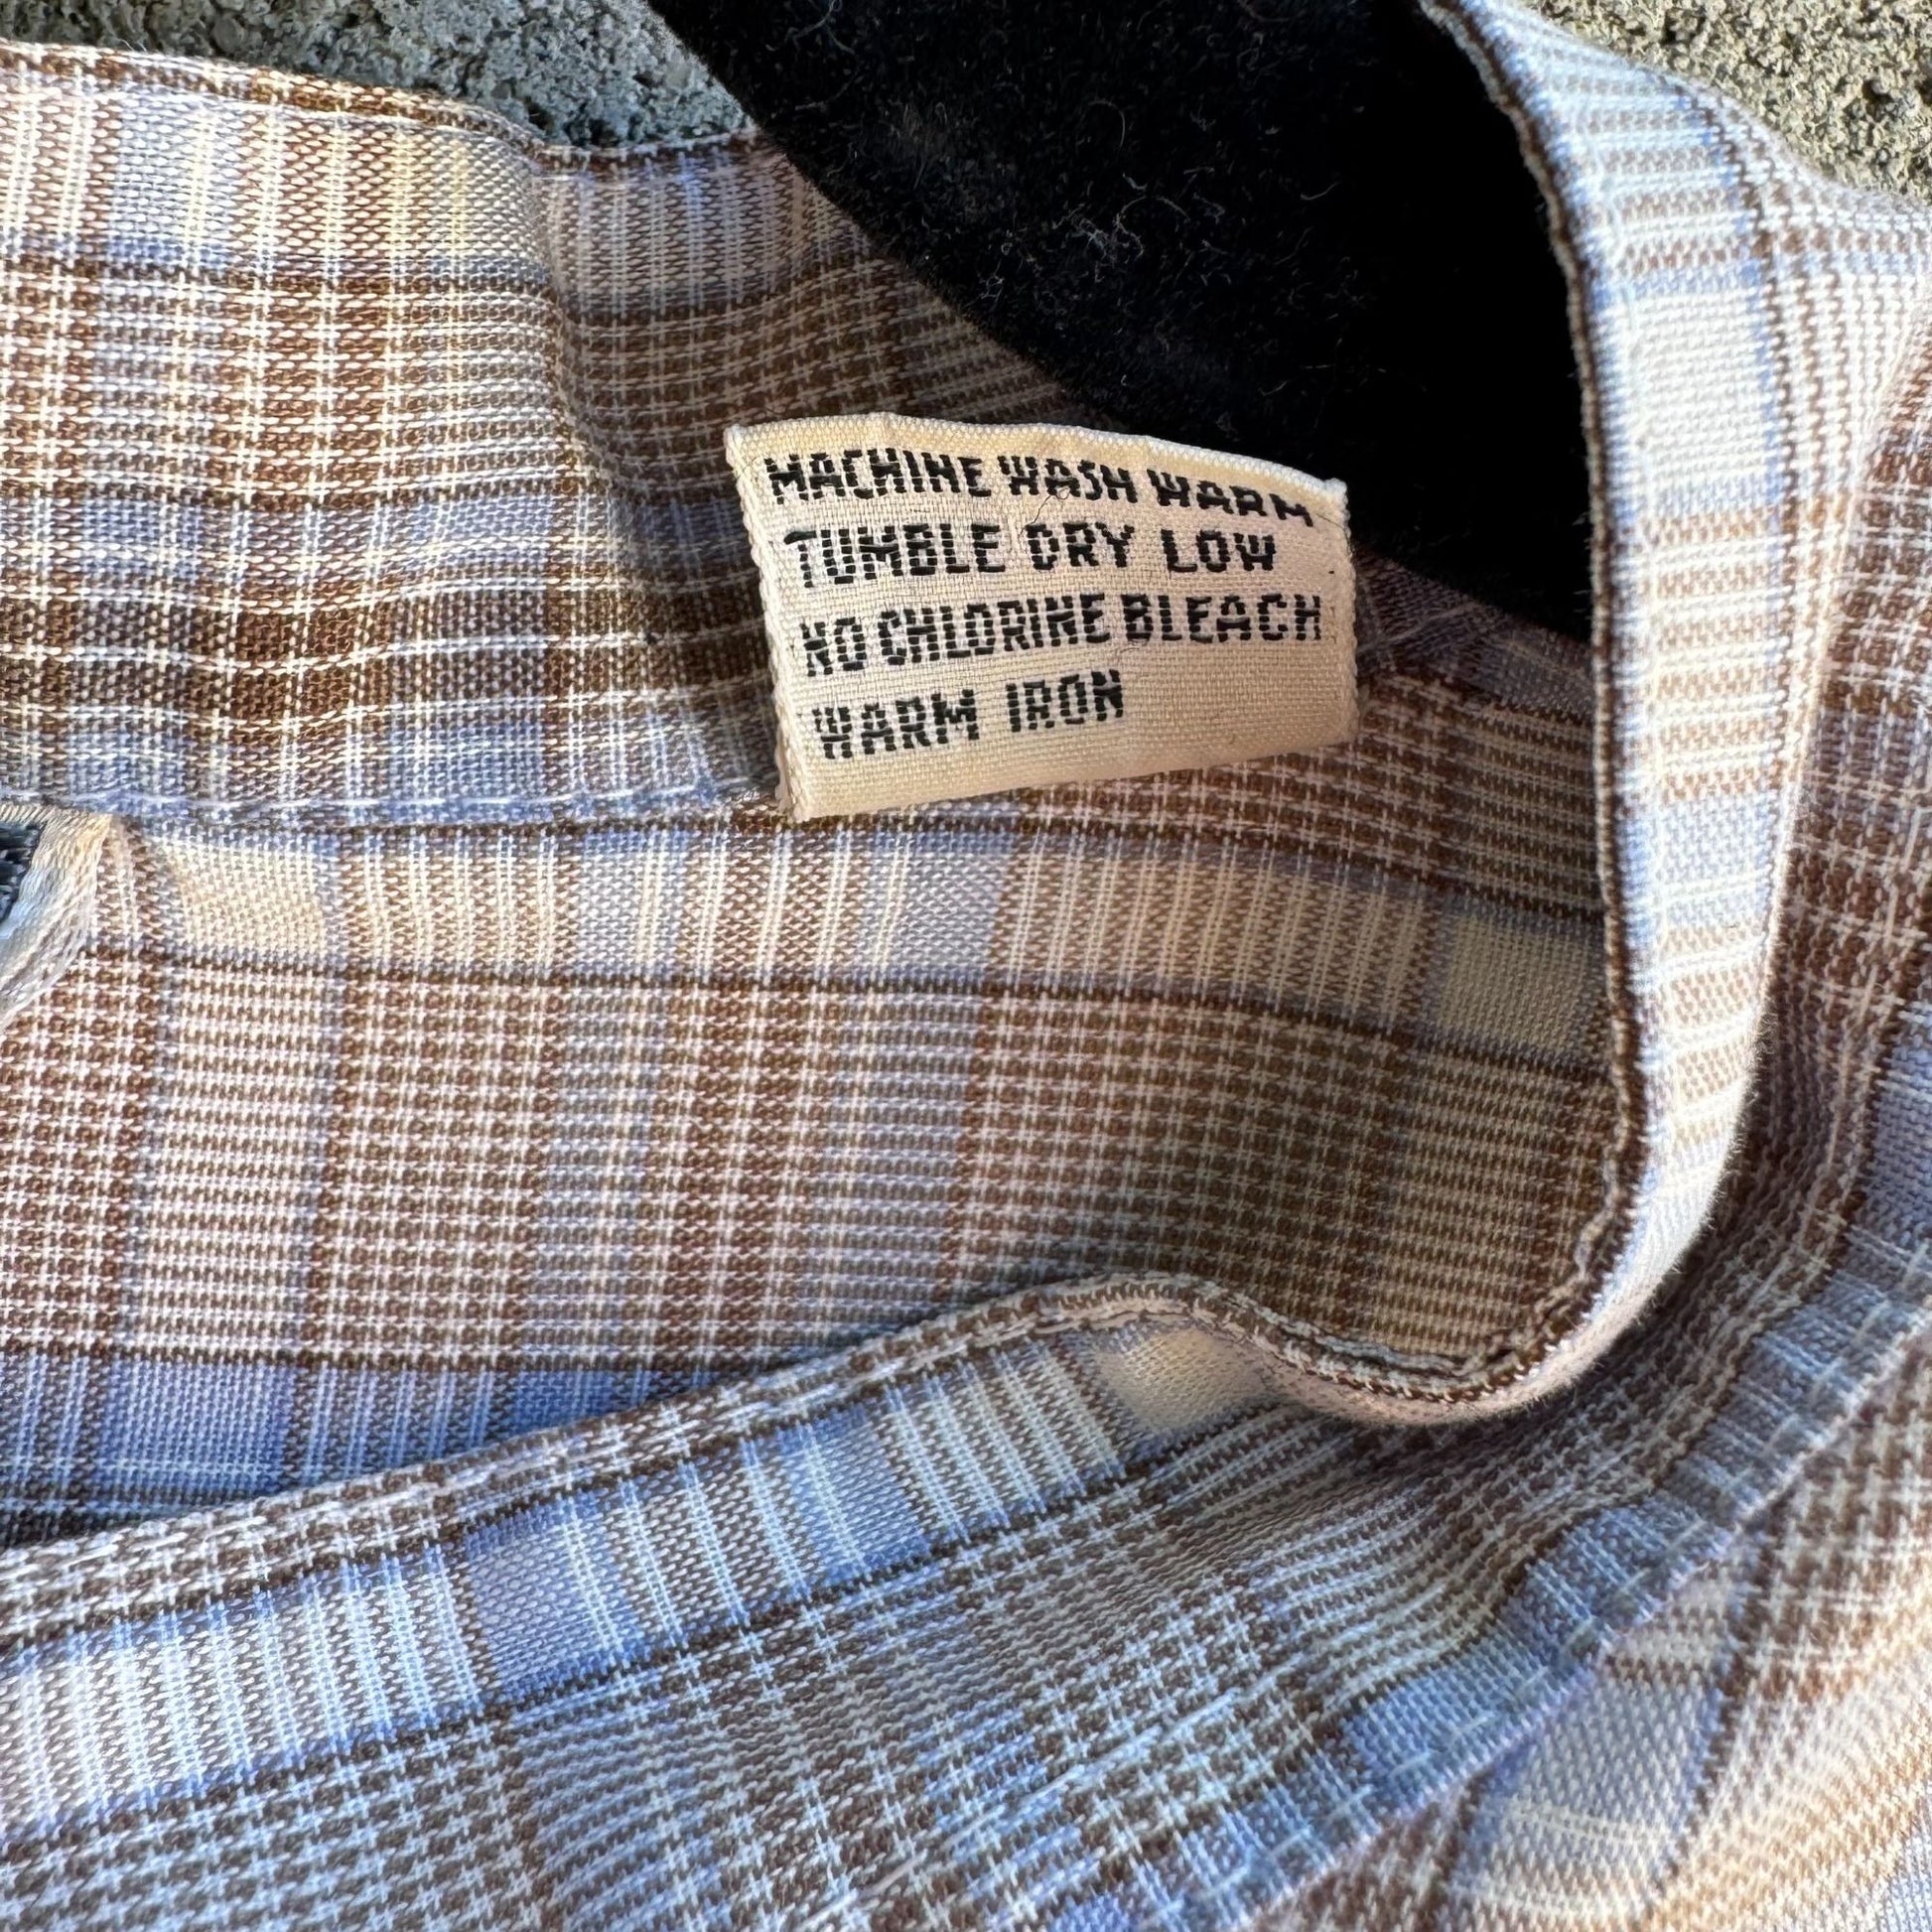 MACHINE WASH WARM
TUMBLE DRY LOW
NO CHLORINE BLEACH
WARM IRON